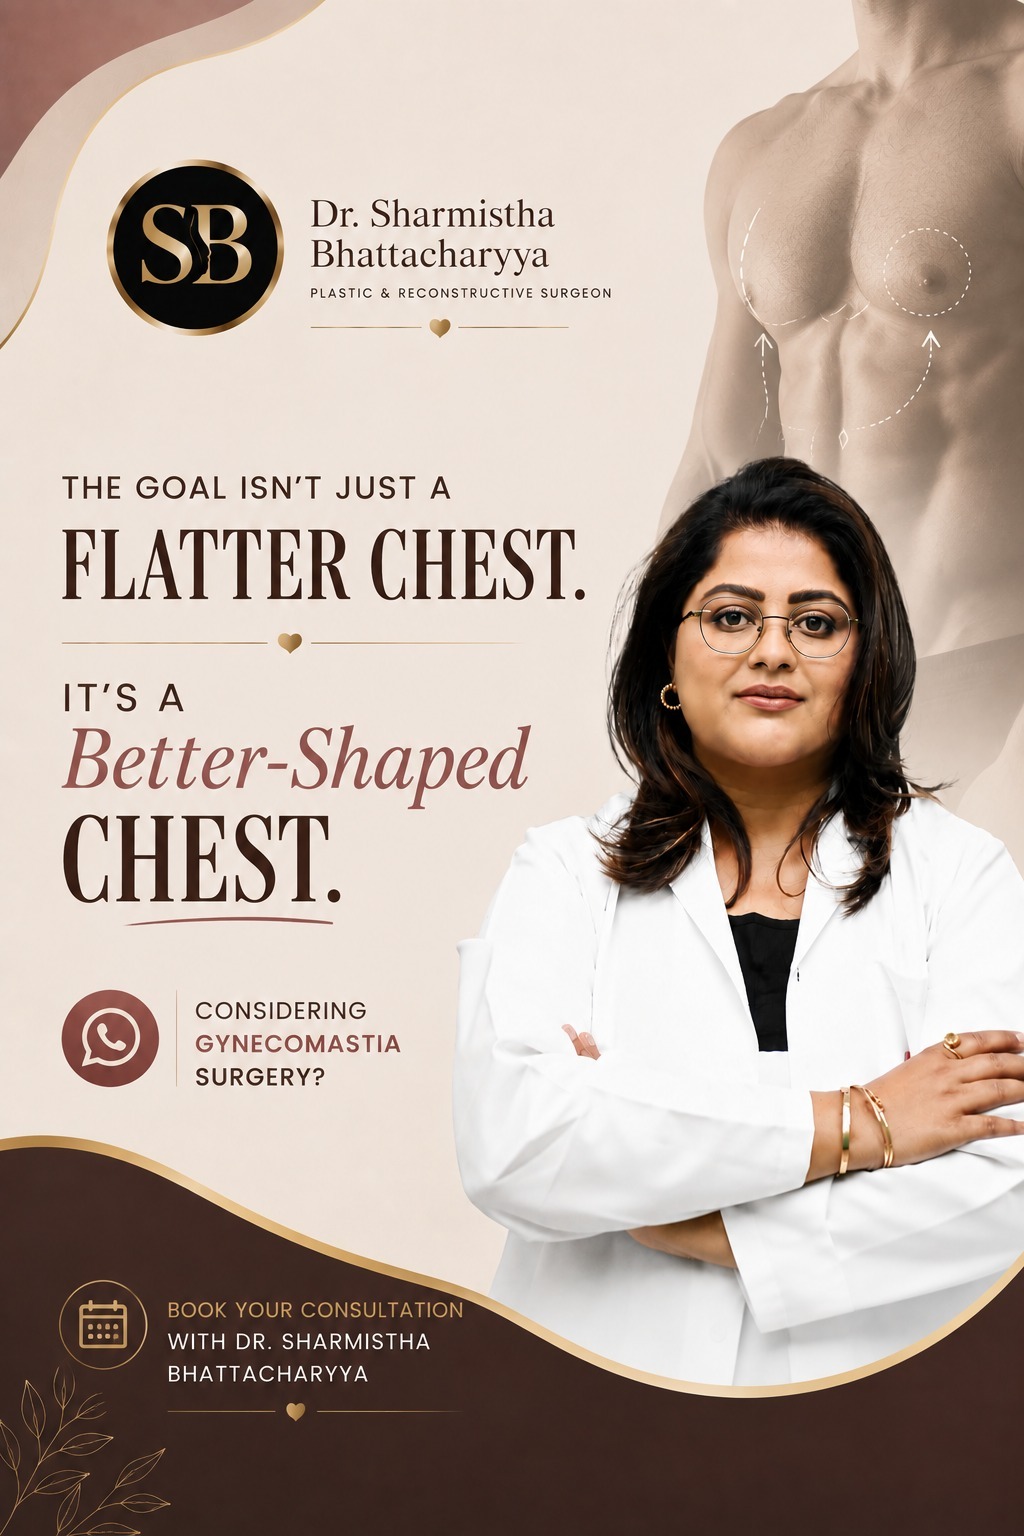 SB
Dr. Sharmistha
Bhattacharyya
PLASTIC & RECONSTRUCTIVE SURGEON
THE GOAL ISN'T JUST A
FLATTER CHEST.
IT'S A
Better-Shaped
CHEST.
CONSIDERING
GYNECOMASTIA
SURGERY?
BOOK YOUR CONSULTATION
WITH DR. SHARMISTHA
BHATTACHARYYA